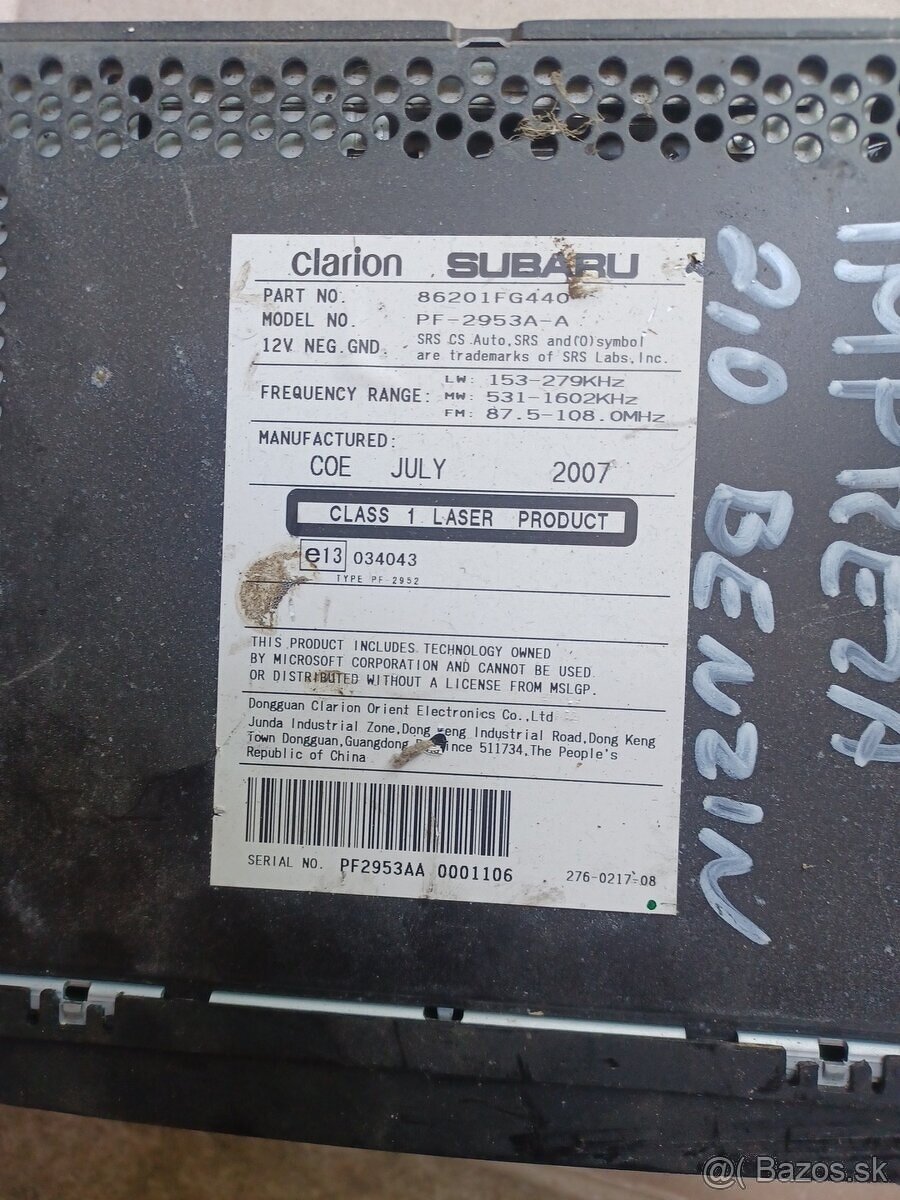 clarion SUBARU
PART NO. 86201FG440
MODEL NO. PF-2953A-A
12V NEG.GND. SRS CS Auto,SRS and(O)symbol
are trademarks of SRS Labs,Inc.
FREQUENCY RANGE: LW: 153-279KHz
MW: 531-1602KHz
FM: 87.5-108.0MHz
MANUFACTURED:
COE JULY 2007
CLASS 1 LASER PRODUCT
e13 034043
TYPE PF-2952
THIS PRODUCT INCLUDES TECHNOLOGY OWNED
BY MICROSOFT CORPORATION AND CANNOT BE USED
OR DISTRIBUTED WITHOUT A LICENSE FROM MSLGP.
Dongguan Clarion Orient Electronics Co.,Ltd
Junda Industrial Zone,Dong Keng Industrial Road,Dong Keng
Town Dongguan,Guangdong Province 511734,The People's
Republic of China
SERIAL NO. PF2953AA 0001106
276-0217-08
IMPREZA
2,0 BENZIN
@( Bazos.sk